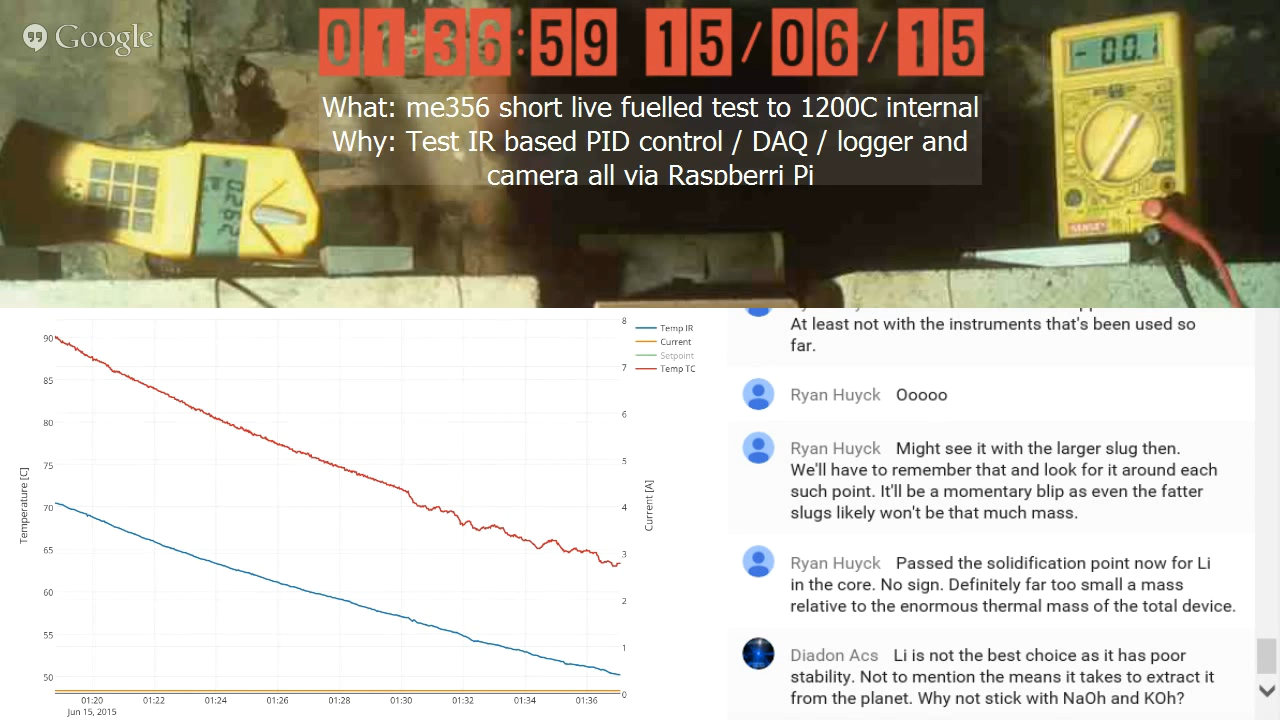 Google
01:36:59 15/06/15
What: me356 short live fuelled test to 1200C internal
Why: Test IR based PID control / DAQ / logger and
camera all via Raspberri Pi
-00.1
At least not with the instruments that's been used so
far.
Ryan Huyck Ooooo
Ryan Huyck Might see it with the larger slug then.
We'll have to remember that and look for it around each
such point. It'll be a momentary blip as even the fatter
slugs likely won't be that much mass.
Ryan Huyck Passed the solidification point now for Li
in the core. No sign. Definitely far too small a mass
relative to the enormous thermal mass of the total device.
Diadon Acs Li is not the best choice as it has poor
stability. Not to mention the means it takes to extract it
from the planet. Why not stick with NaOh and KOh?
Temp IR
Current
Setpoint
Temp TC
Temperature [C]
90
85
80
75
70
65
60
55
50
Current [A]
8
7
6
5
4
3
2
1
0
01:20 01:22 01:24 01:26 01:28 01:30 01:32 01:34 01:36
Jun 15, 2015